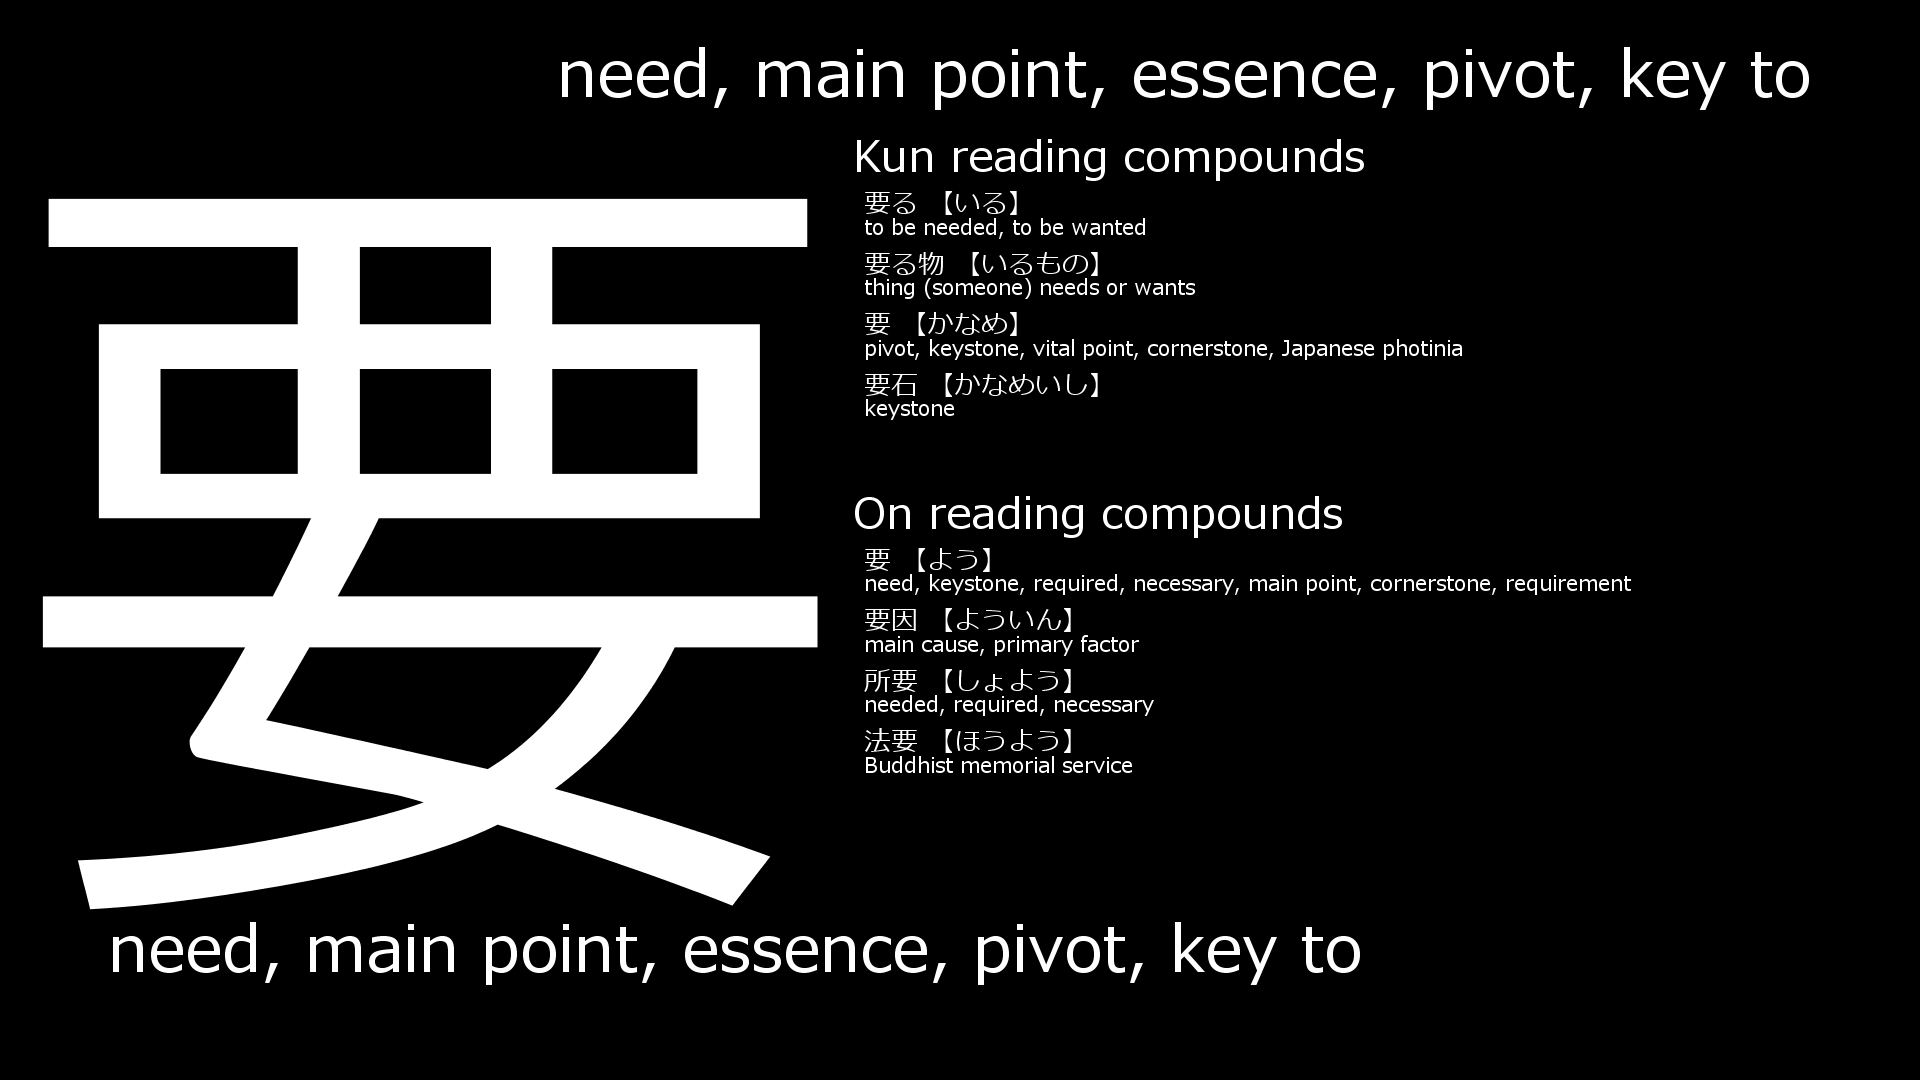 need, main point, essence, pivot, key to
要
Kun reading compounds
要る 【いる】
to be needed, to be wanted
要る物 【いるもの】
thing (someone) needs or wants
要 【かなめ】
pivot, keystone, vital point, cornerstone, Japanese photinia
要石 【かなめいし】
keystone
On reading compounds
要 【よう】
need, keystone, required, necessary, main point, cornerstone, requirement
要因 【よういん】
main cause, primary factor
所要 【しょよう】
needed, required, necessary
法要 【ほうよう】
Buddhist memorial service
need, main point, essence, pivot, key to